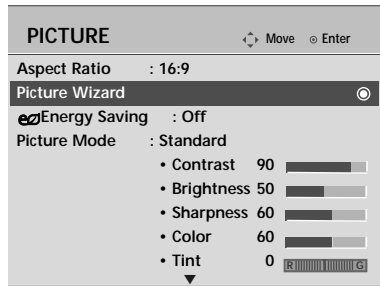 PICTURE Move Enter
Aspect Ratio : 16:9
Picture Wizard
eco Energy Saving : Off
Picture Mode : Standard
• Contrast 90
• Brightness 50
• Sharpness 60
• Color 60
• Tint 0 R G